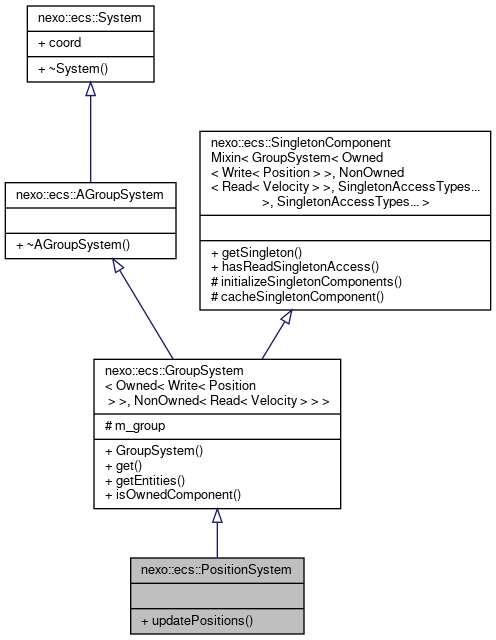 nexo::ecs::System
+ coord
+ ~System()
nexo::ecs::SingletonComponent
Mixin< GroupSystem< Owned
< Write< Position > >, NonOwned
< Read< Velocity > >, SingletonAccessTypes...
>, SingletonAccessTypes... >
+ getSingleton()
+ hasReadSingletonAccess()
# initializeSingletonComponents()
# cacheSingletonComponent()
nexo::ecs::AGroupSystem
+ ~AGroupSystem()
nexo::ecs::GroupSystem
< Owned< Write< Position
> >, NonOwned< Read< Velocity > > >
# m_group
+ GroupSystem()
+ get()
+ getEntities()
+ isOwnedComponent()
nexo::ecs::PositionSystem
+ updatePositions()